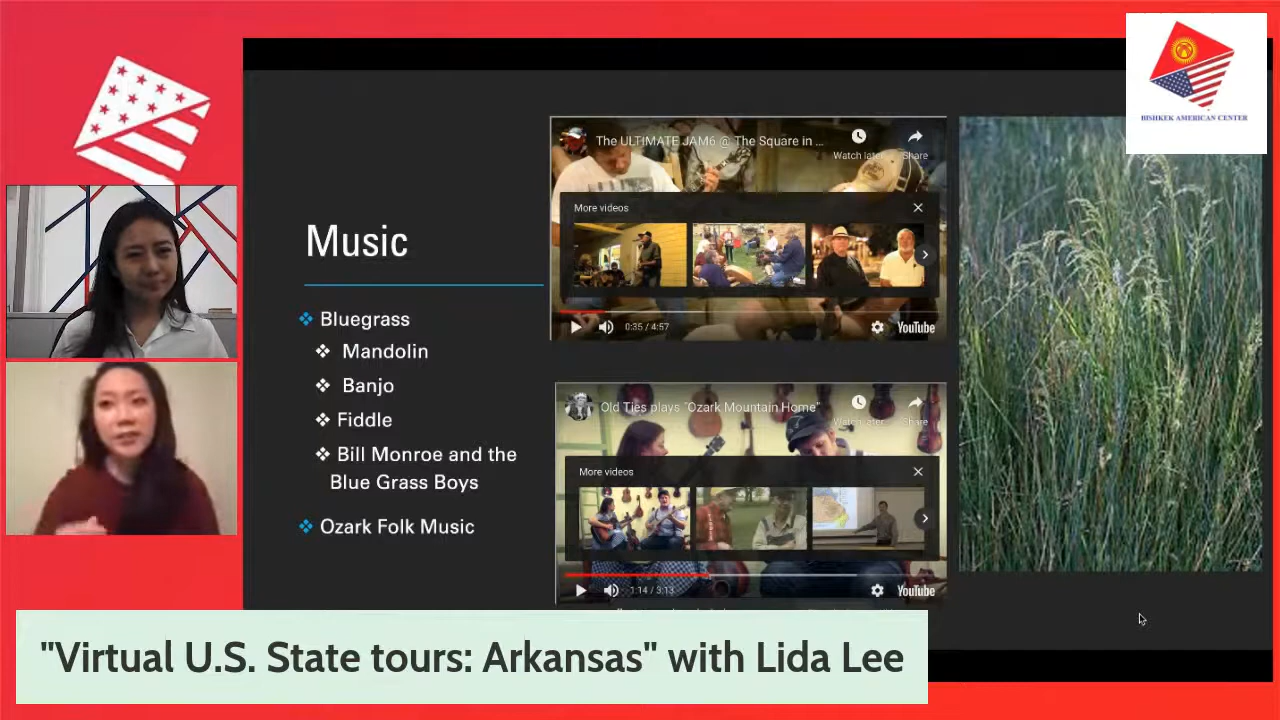 BISHKEK AMERICAN CENTER
The ULTIMATE JAM6 @ The Square in ...
Watch later
Share
More videos
0:35 / 4:57
YouTube
Music
Bluegrass
Mandolin
Banjo
Fiddle
Bill Monroe and the
Blue Grass Boys
Ozark Folk Music
Old Ties plays "Ozark Mountain Home"
Watch later
Share
More videos
1:14 / 3:13
YouTube
"Virtual U.S. State tours: Arkansas" with Lida Lee